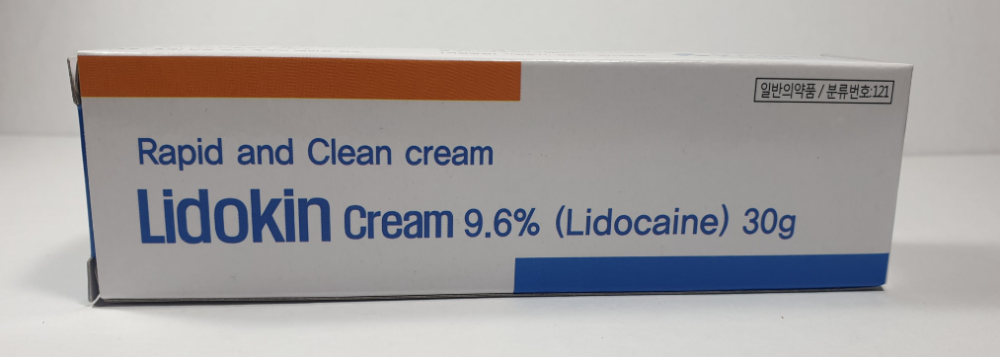 일반의약품 / 분류번호:121
Rapid and Clean cream
Lidokin Cream 9.6% (Lidocaine) 30g